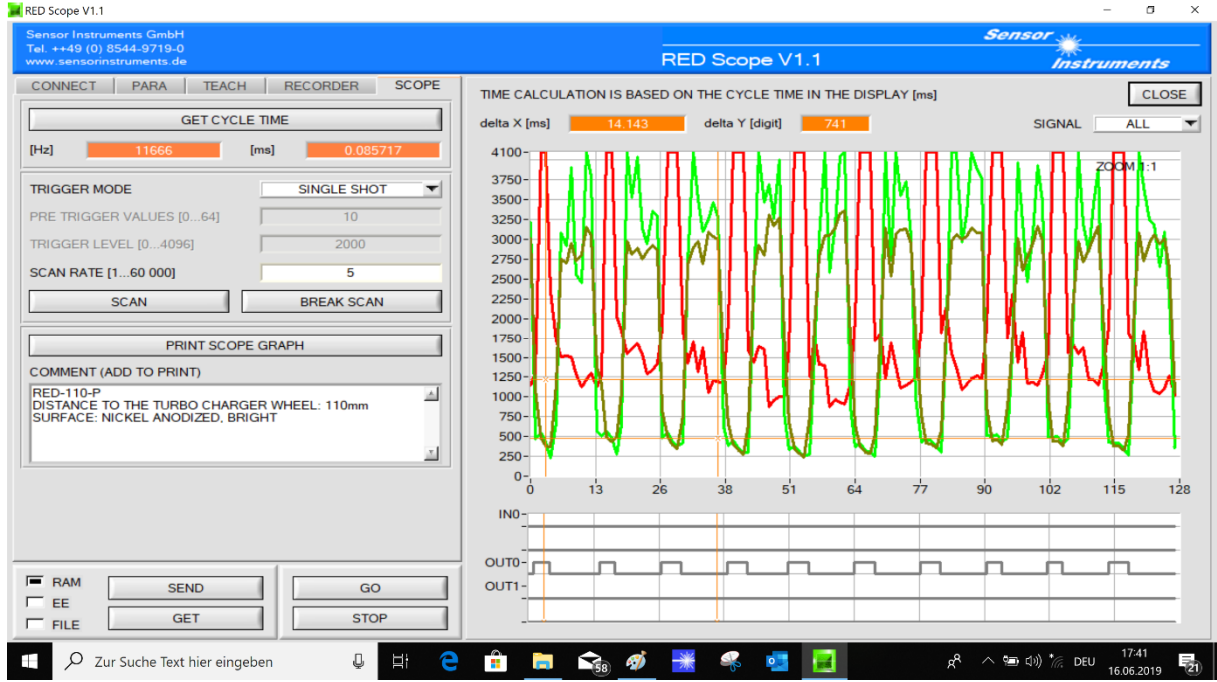 RED Scope V1.1
Sensor Instruments GmbH
Tel. ++49 (0) 8544-9719-0
www.sensorinstruments.de
RED Scope V1.1
Sensor
Instruments
CONNECT PARA TEACH RECORDER SCOPE
GET CYCLE TIME
[Hz] 11666 [ms] 0.085717
TRIGGER MODE SINGLE SHOT
PRE TRIGGER VALUES [0...64] 10
TRIGGER LEVEL [0...4096] 2000
SCAN RATE [1...60 000] 5
SCAN BREAK SCAN
PRINT SCOPE GRAPH
COMMENT (ADD TO PRINT)
RED-110-P
DISTANCE TO THE TURBO CHARGER WHEEL: 110mm
SURFACE: NICKEL ANODIZED, BRIGHT
RAM
EE
FILE
SEND GO
GET STOP
TIME CALCULATION IS BASED ON THE CYCLE TIME IN THE DISPLAY [ms]
CLOSE
delta X [ms] 14.143 delta Y [digit] 741 SIGNAL ALL
ZOOM 1:1
4100
3750
3500
3250
3000
2750
2500
2250
2000
1750
1500
1250
1000
750
500
250
0
0 13 26 38 51 64 77 90 102 115 128
IN0
OUT0
OUT1
Zur Suche Text hier eingeben
58
DEU
17:41
16.06.2019
21